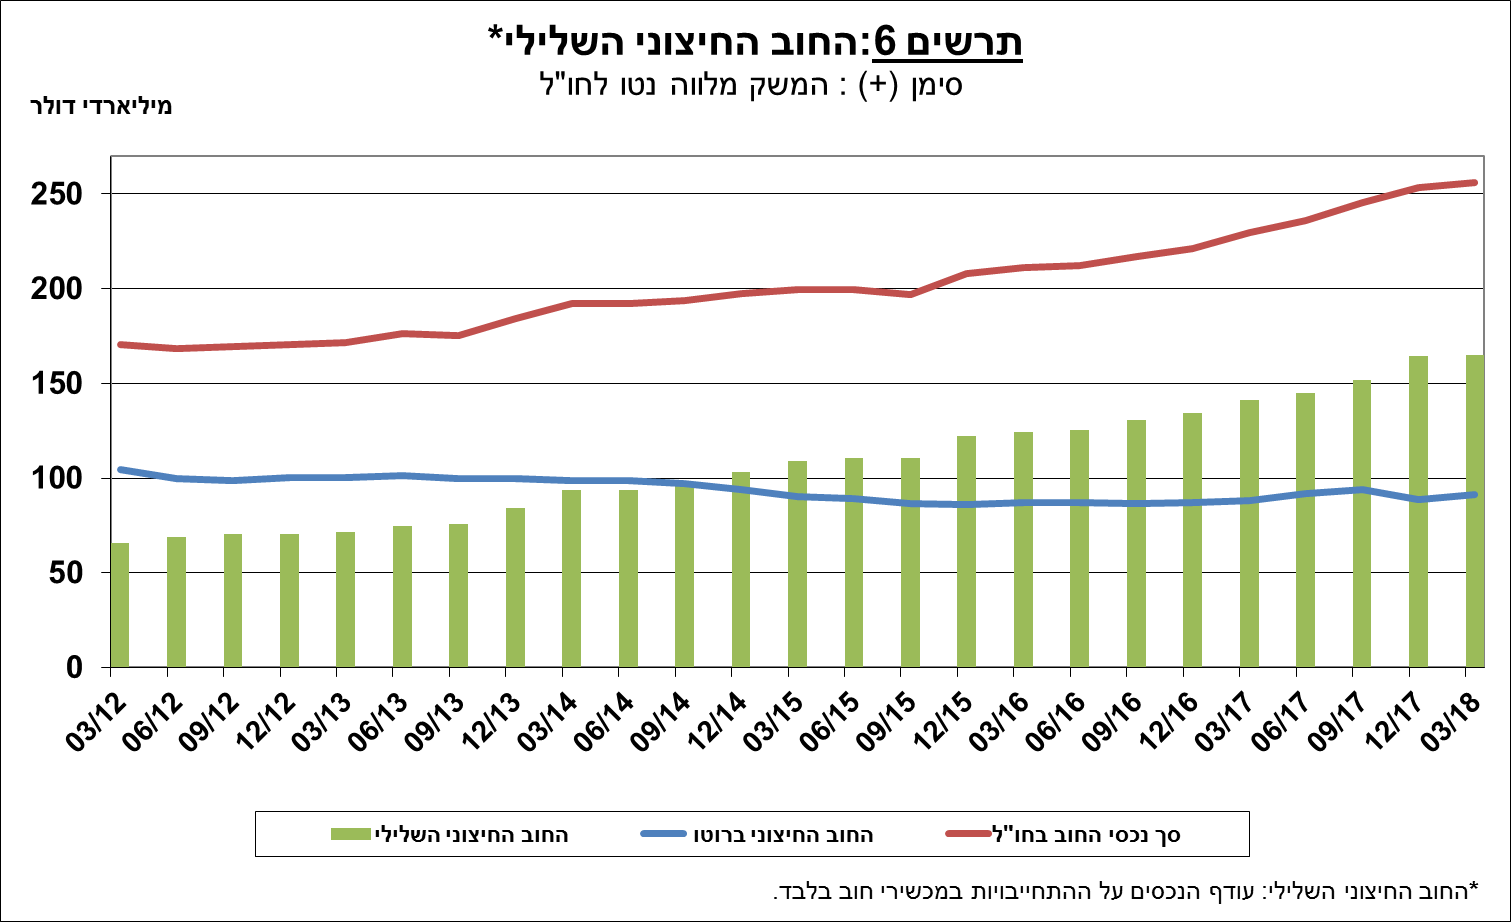 תרשים 6:החוב החיצוני השלילי*
סימן (+) : המשק מלווה נטו לחו"ל
מיליארדי דולר
250
200
150
100
50
0
03/12 06/12 09/12 12/12 03/13 06/13 09/13 12/13 03/14 06/14 09/14 12/14 03/15 06/15 09/15 12/15 03/16 06/16 09/16 12/16 03/17 06/17 09/17 12/17 03/18
סך נכסי החוב בחו"ל החוב החיצוני ברוטו החוב החיצוני השלילי
*החוב החיצוני השלילי: עודף הנכסים על ההתחייבויות במכשירי חוב בלבד.